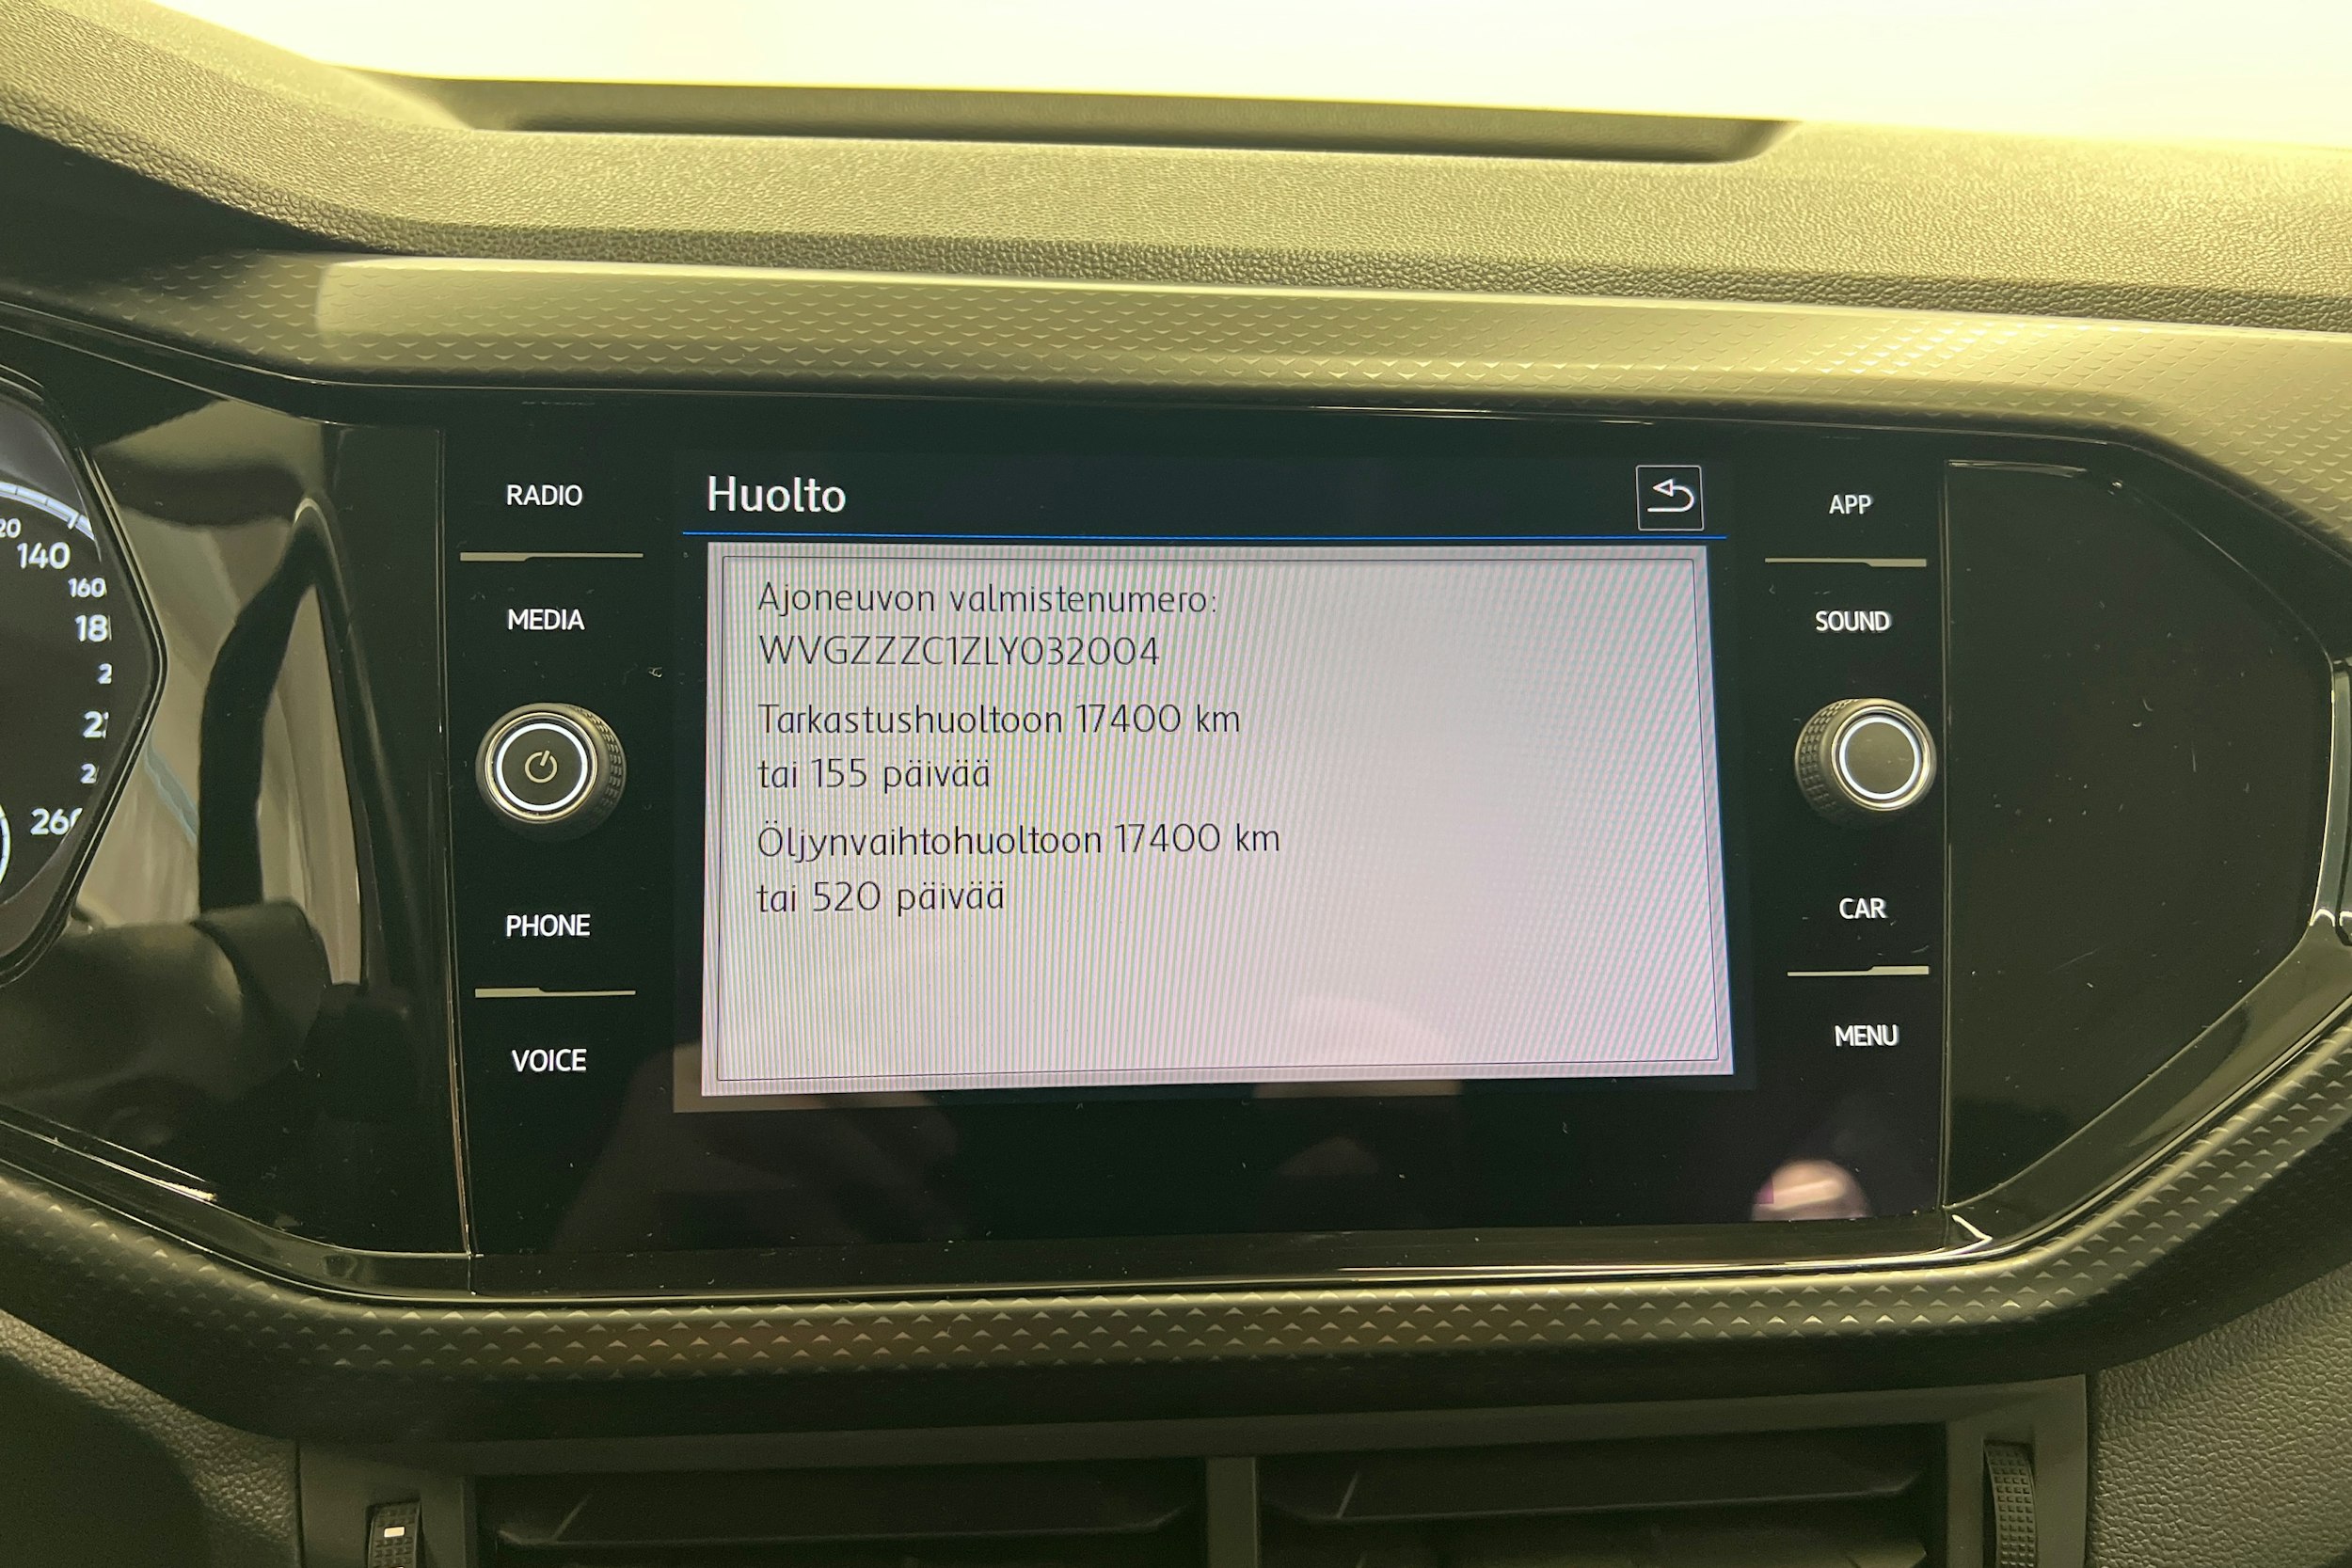 Huolto
Ajoneuvon valmistenumero:
WVGZZZC1ZLY032004
Tarkastushuoltoon 17400 km
tai 155 päivää
Öljynvaihtohuoltoon 17400 km
tai 520 päivää
RADIO
MEDIA
PHONE
VOICE
APP
SOUND
CAR
MENU
140
160